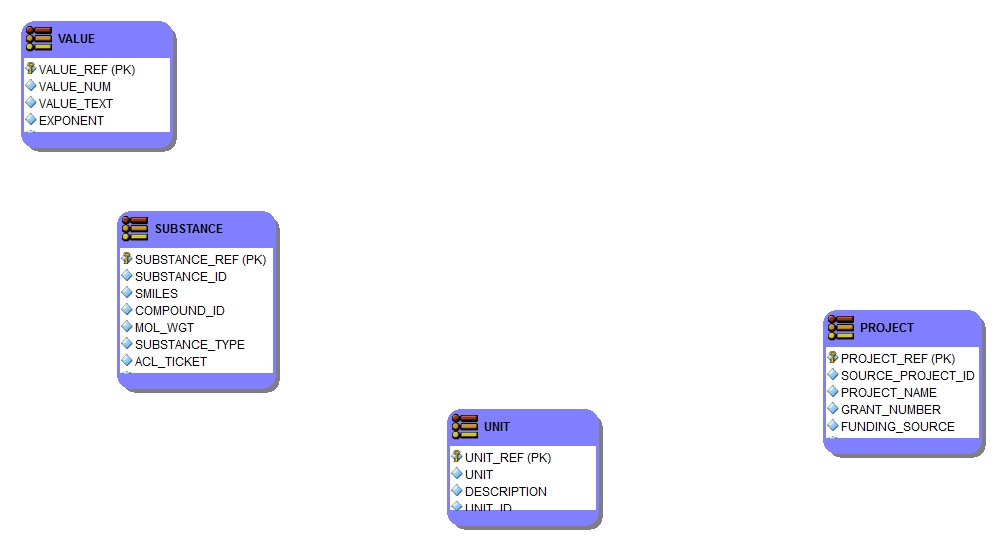 VALUE
VALUE_REF (PK)
VALUE_NUM
VALUE_TEXT
EXPONENT
SUBSTANCE
SUBSTANCE_REF (PK)
SUBSTANCE_ID
SMILES
COMPOUND_ID
MOL_WGT
SUBSTANCE_TYPE
ACL_TICKET
PROJECT
PROJECT_REF (PK)
SOURCE_PROJECT_ID
PROJECT_NAME
GRANT_NUMBER
FUNDING_SOURCE
UNIT
UNIT_REF (PK)
UNIT
DESCRIPTION
UNIT_ID